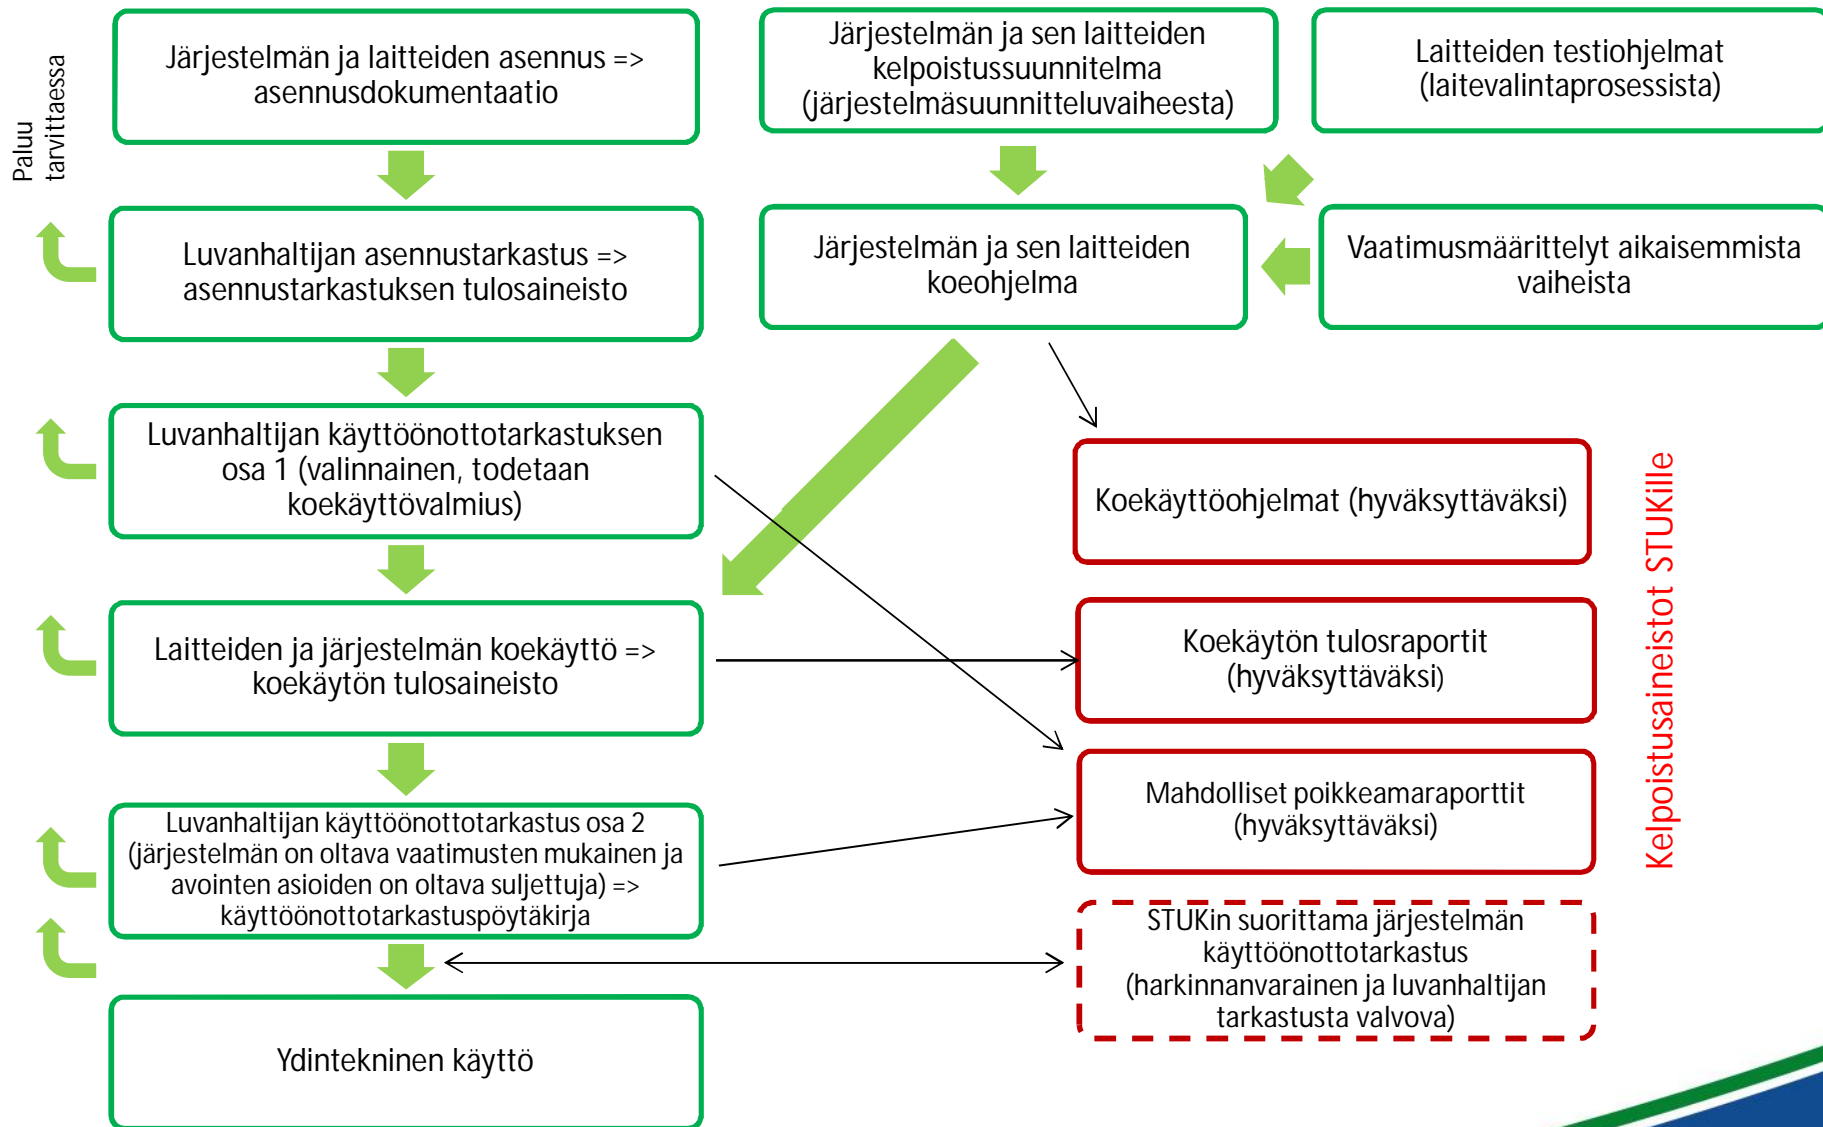 Paluu
tarvittaessa
Järjestelmän ja laitteiden asennus =>
asennusdokumentaatio
Luvanhaltijan asennustarkastus =>
asennustarkastuksen tulosaineisto
Luvanhaltijan käyttöönottotarkastuksen
osa 1 (valinnainen, todetaan
koekäyttövalmius)
Laitteiden ja järjestelmän koekäyttö =>
koekäytön tulosaineisto
Luvanhaltijan käyttöönottotarkastus osa 2
(järjestelmän on oltava vaatimusten mukainen ja
avointen asioiden on oltava suljettuja) =>
käyttöönottotarkastuspöytäkirja
Ydintekninen käyttö
Järjestelmän ja sen laitteiden
kelpoistussuunnitelma
(järjestelmäsuunnitteluvaiheesta)
Laitteiden testiohjelmat
(laitevalintaprosessista)
Järjestelmän ja sen laitteiden
koeohjelma
Vaatimusmäärittelyt aikaisemmista
vaiheista
Koekäyttöohjelmat (hyväksyttäväksi)
Koekäytön tulosraportit
(hyväksyttäväksi)
Mahdolliset poikkeamaraporttit
(hyväksyttäväksi)
STUKin suorittama järjestelmän
käyttöönottotarkastus
(harkinnanvarainen ja luvanhaltijan
tarkastusta valvova)
Kelpoistusaineistot STUKille